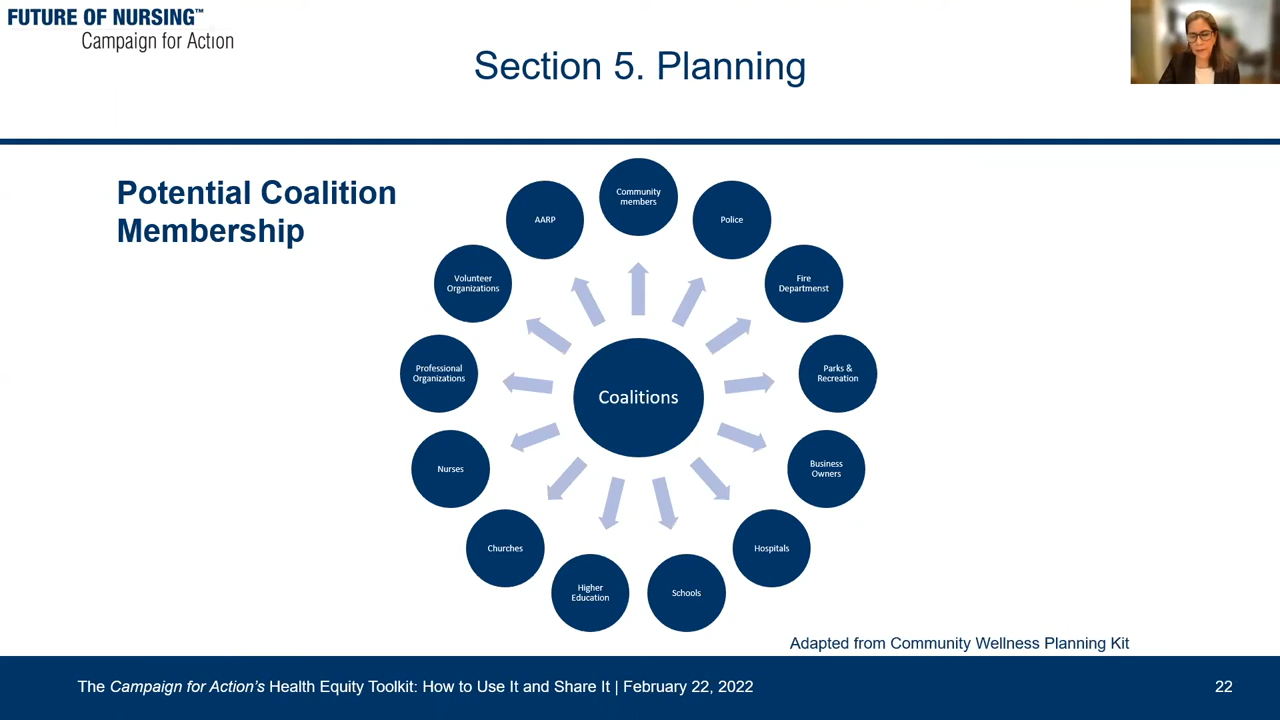 FUTURE OF NURSING™
Campaign for Action
Section 5. Planning
Potential Coalition
Membership
Community
members
Police
Fire
Departmenst
Parks &
Recreation
Business
Owners
Hospitals
Schools
Higher
Education
Churches
Nurses
Professional
Organizations
Volunteer
Organizations
AARP
Coalitions
Adapted from Community Wellness Planning Kit
The Campaign for Action’s Health Equity Toolkit: How to Use It and Share It | February 22, 2022
22